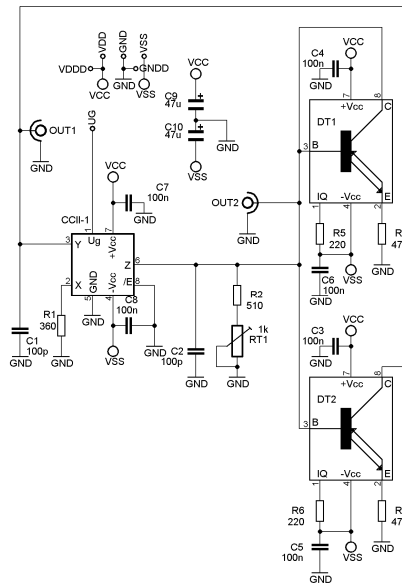 VDD
GND
VSS
VDDD
GNDD
GND
VCC
VSS
VCC
C9
47u
C10
47u
GND
VSS
OUT1
GND
UG
VCC
C7
100n
GND
CCII-1
1
7
Ug
+Vcc
3
Y
Z
6
2
X
GND
-Vcc
/E
8
5
4
GND
C8
100n
GND
VSS
R1
360
GND
C1
100p
GND
OUT2
GND
C2
100p
GND
R2
510
1k
RT1
GND
C4
100n
VCC
GND
7
8
+Vcc
C
DT1
3
B
IQ
-Vcc
E
1
4
2
R5
220
R
47
C6
100n
VSS
GND
GND
C3
100n
VCC
GND
7
8
+Vcc
C
DT2
3
B
IQ
-Vcc
E
1
4
2
R6
220
R
47
C5
100n
VSS
GND
GND